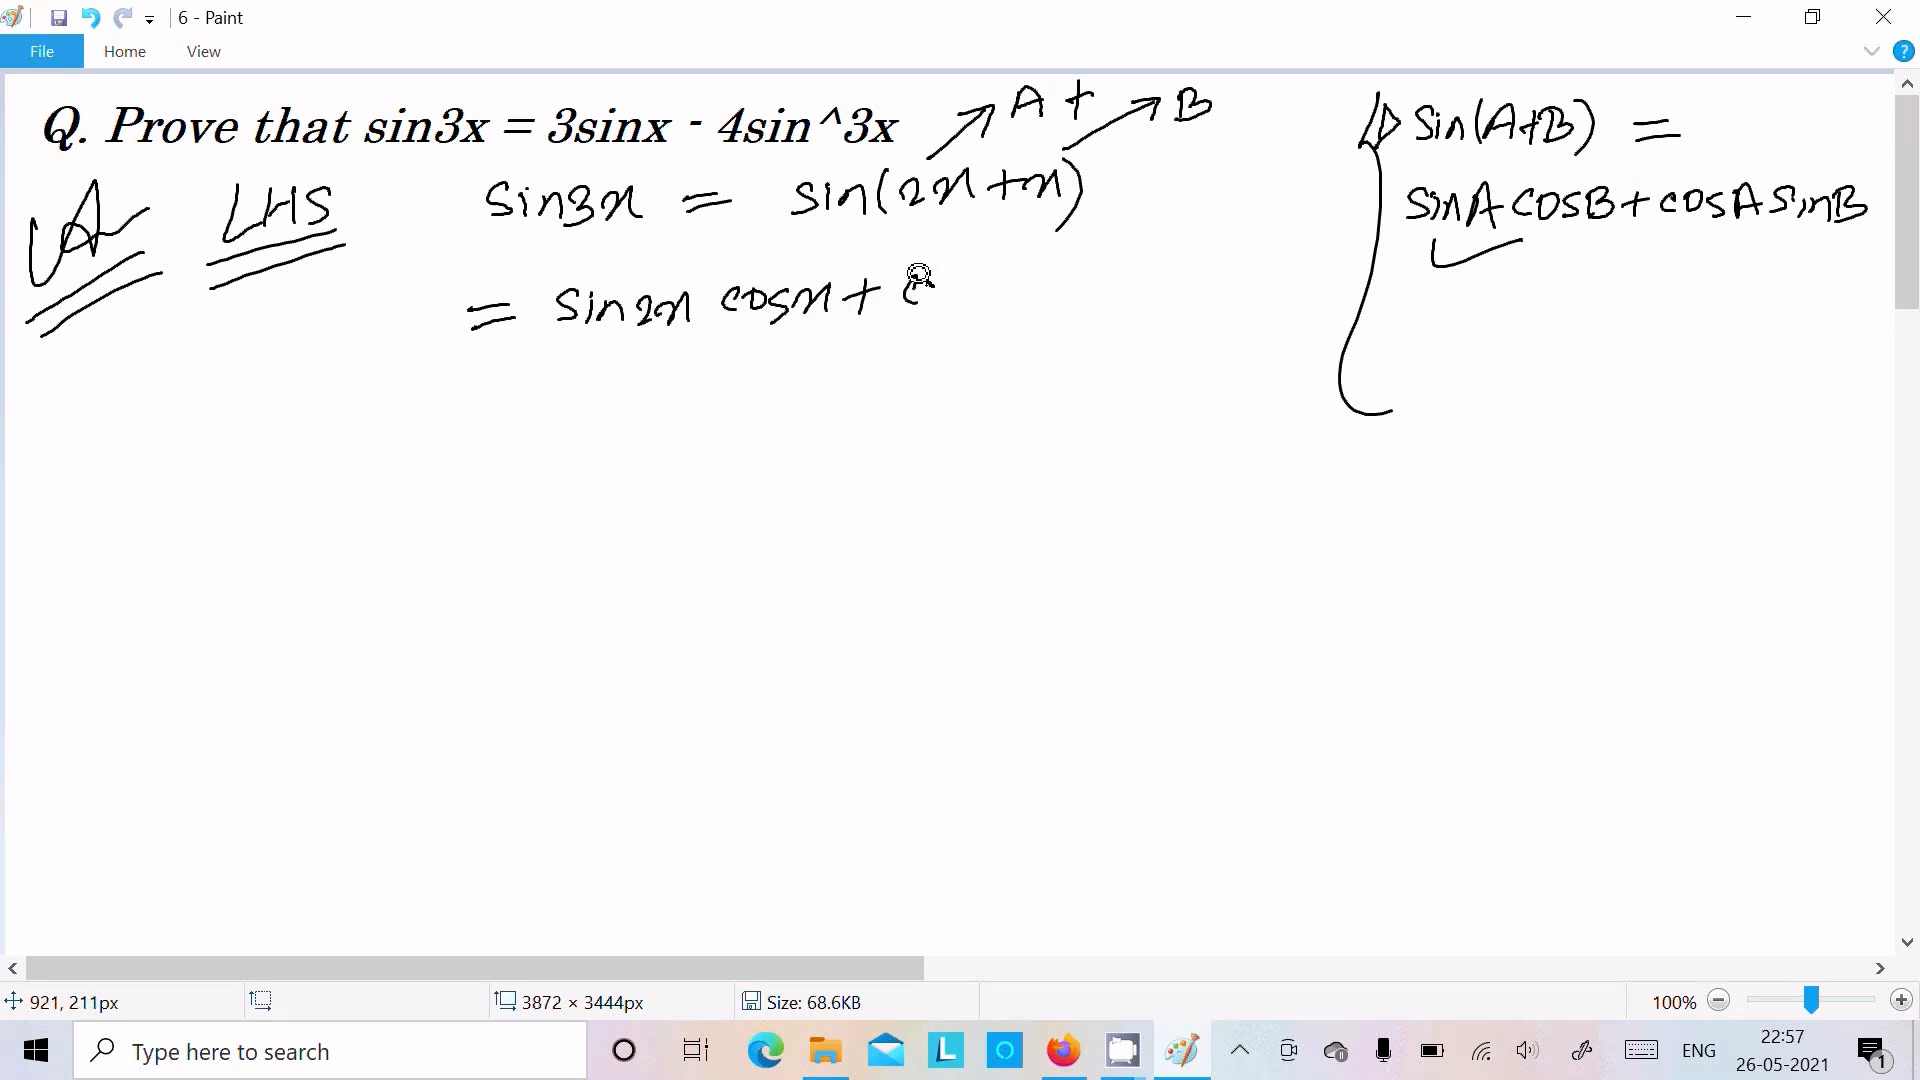 6 - Paint
File Home View
Q. Prove that sin3x = 3sinx - 4sin^3x
A + B
A LHS sin3x = sin(2x+x)
= sin2x cosx + c
sin(A+B) =
sinA cosB + cosA sinB
921, 211px 3872 × 3444px Size: 68.6KB 100%
Type here to search
L
ENG
22:57
26-05-2021
1